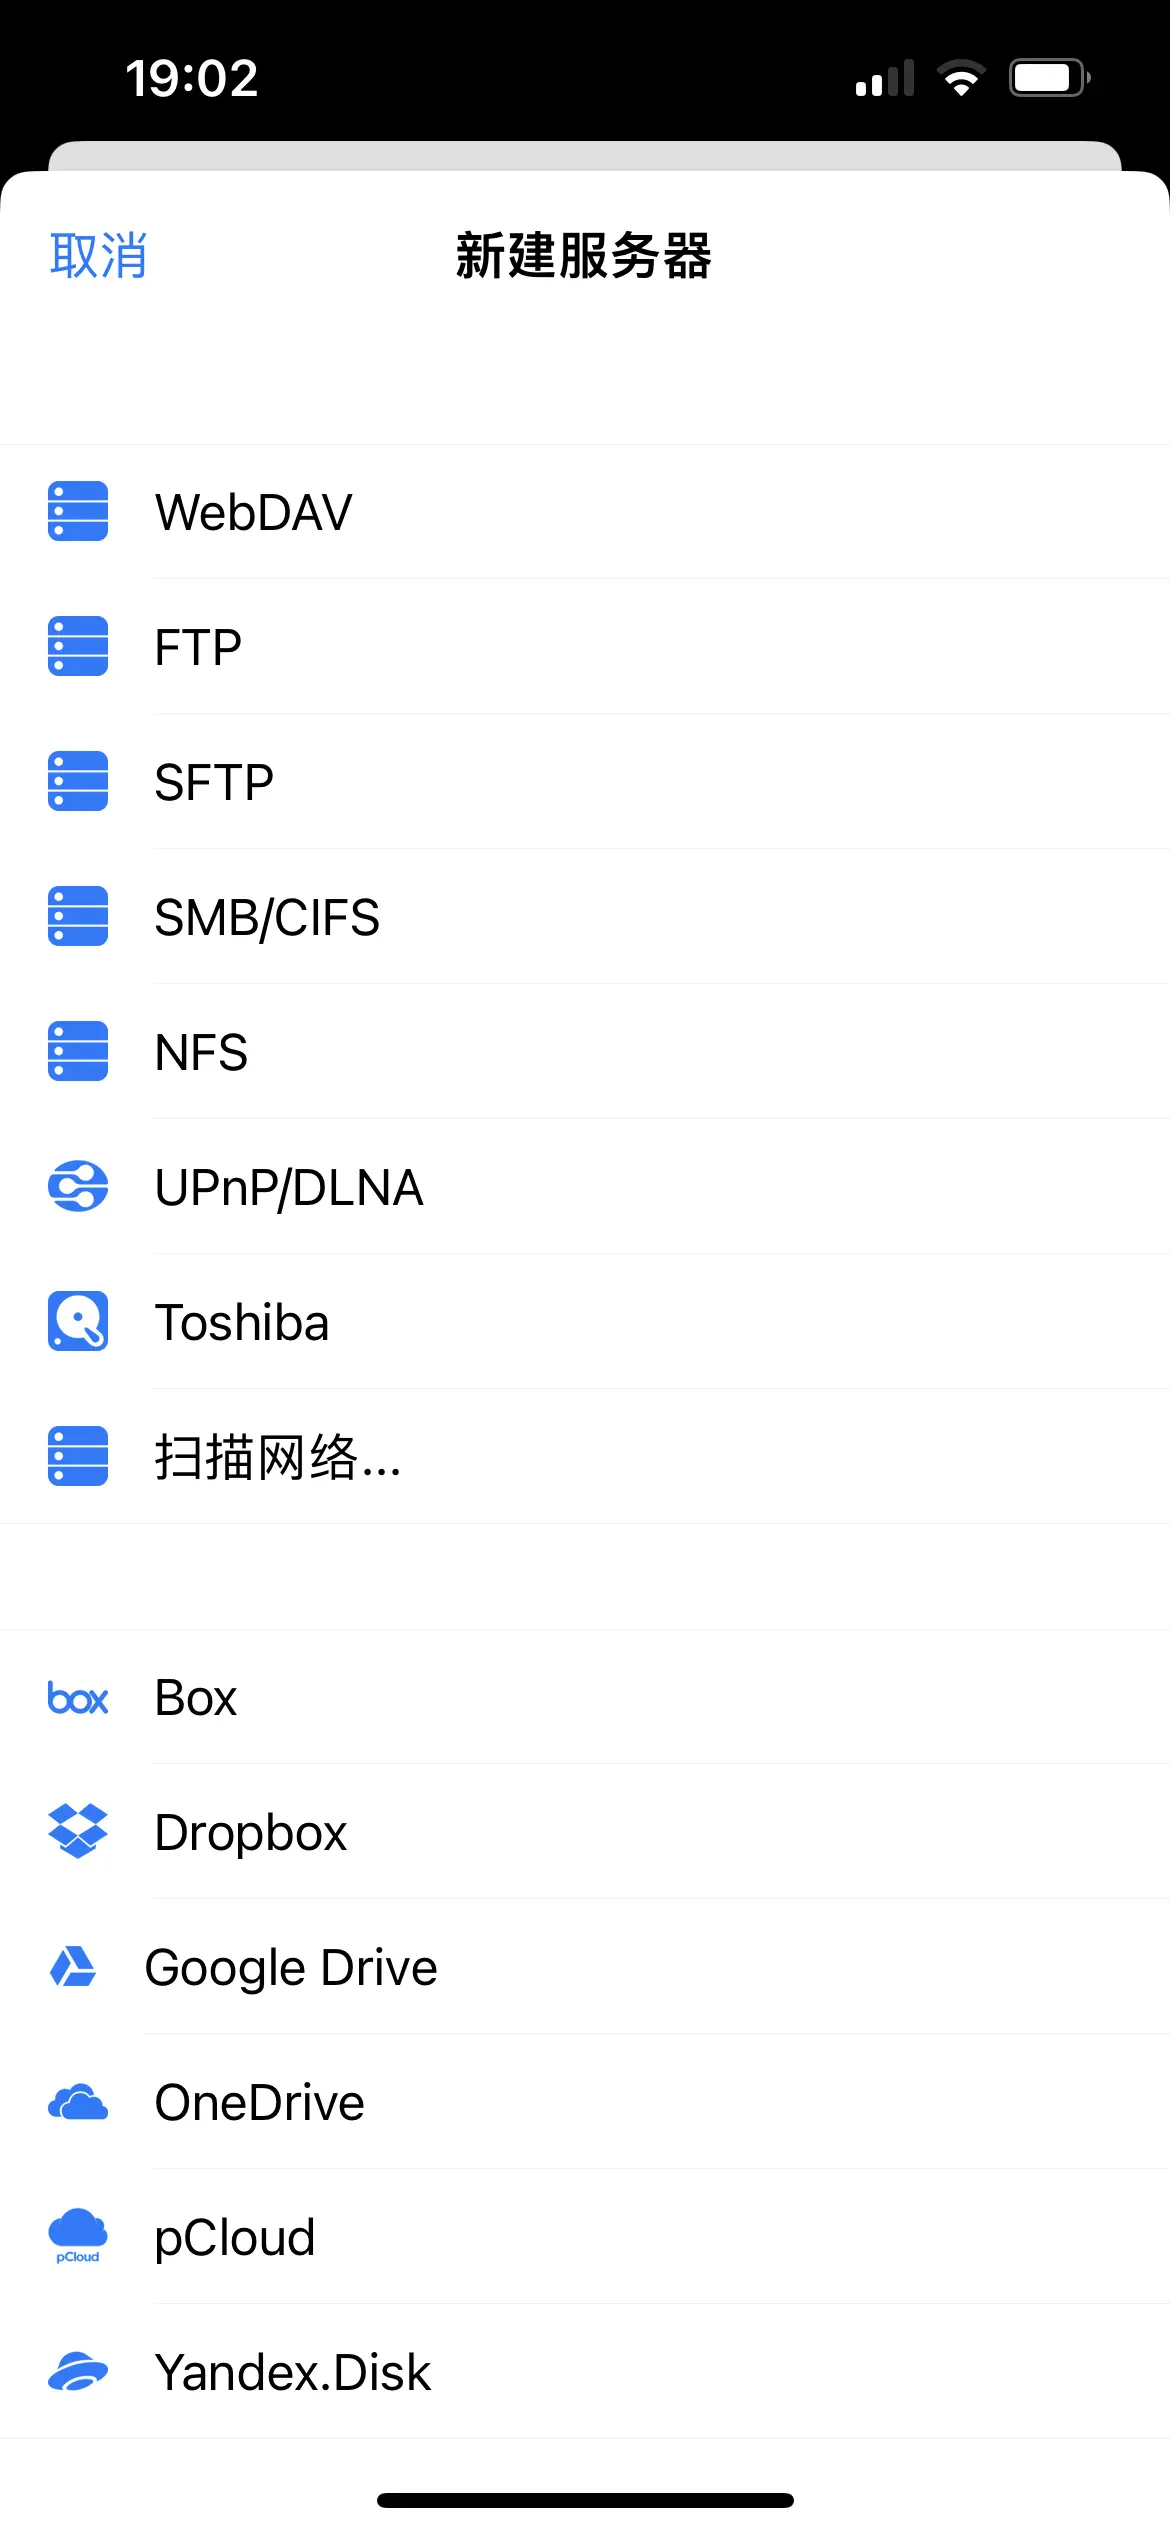 19:02
取消
新建服务器
WebDAV
FTP
SFTP
SMB/CIFS
NFS
UPnP/DLNA
Toshiba
扫描网络...
box
Box
Dropbox
Google Drive
OneDrive
pCloud
pCloud
Yandex.Disk